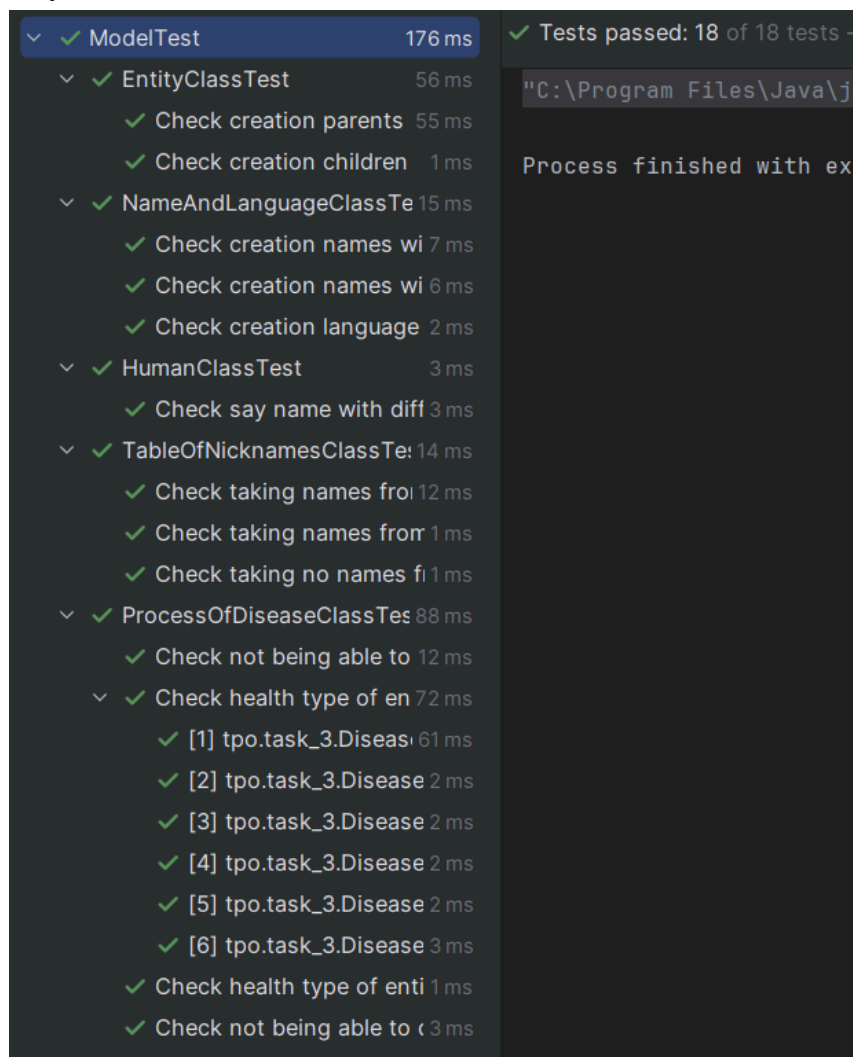 ModelTest 176 ms
EntityClassTest 56 ms
Check creation parents 55 ms
Check creation children 1 ms
NameAndLanguageClassTe 15 ms
Check creation names wi 7 ms
Check creation names wi 6 ms
Check creation language 2 ms
HumanClassTest 3 ms
Check say name with diff 3 ms
TableOfNicknamesClassTes 14 ms
Check taking names fro 12 ms
Check taking names from 1 ms
Check taking no names f 1 ms
ProcessOfDiseaseClassTes 88 ms
Check not being able to 12 ms
Check health type of en 72 ms
[1] tpo.task_3.Diseas 61 ms
[2] tpo.task_3.Disease 2 ms
[3] tpo.task_3.Disease 2 ms
[4] tpo.task_3.Disease 2 ms
[5] tpo.task_3.Disease 2 ms
[6] tpo.task_3.Disease 3 ms
Check health type of enti 1 ms
Check not being able to 3 ms
Tests passed: 18 of 18 tests –
"C:\Program Files\Java\j
Process finished with ex